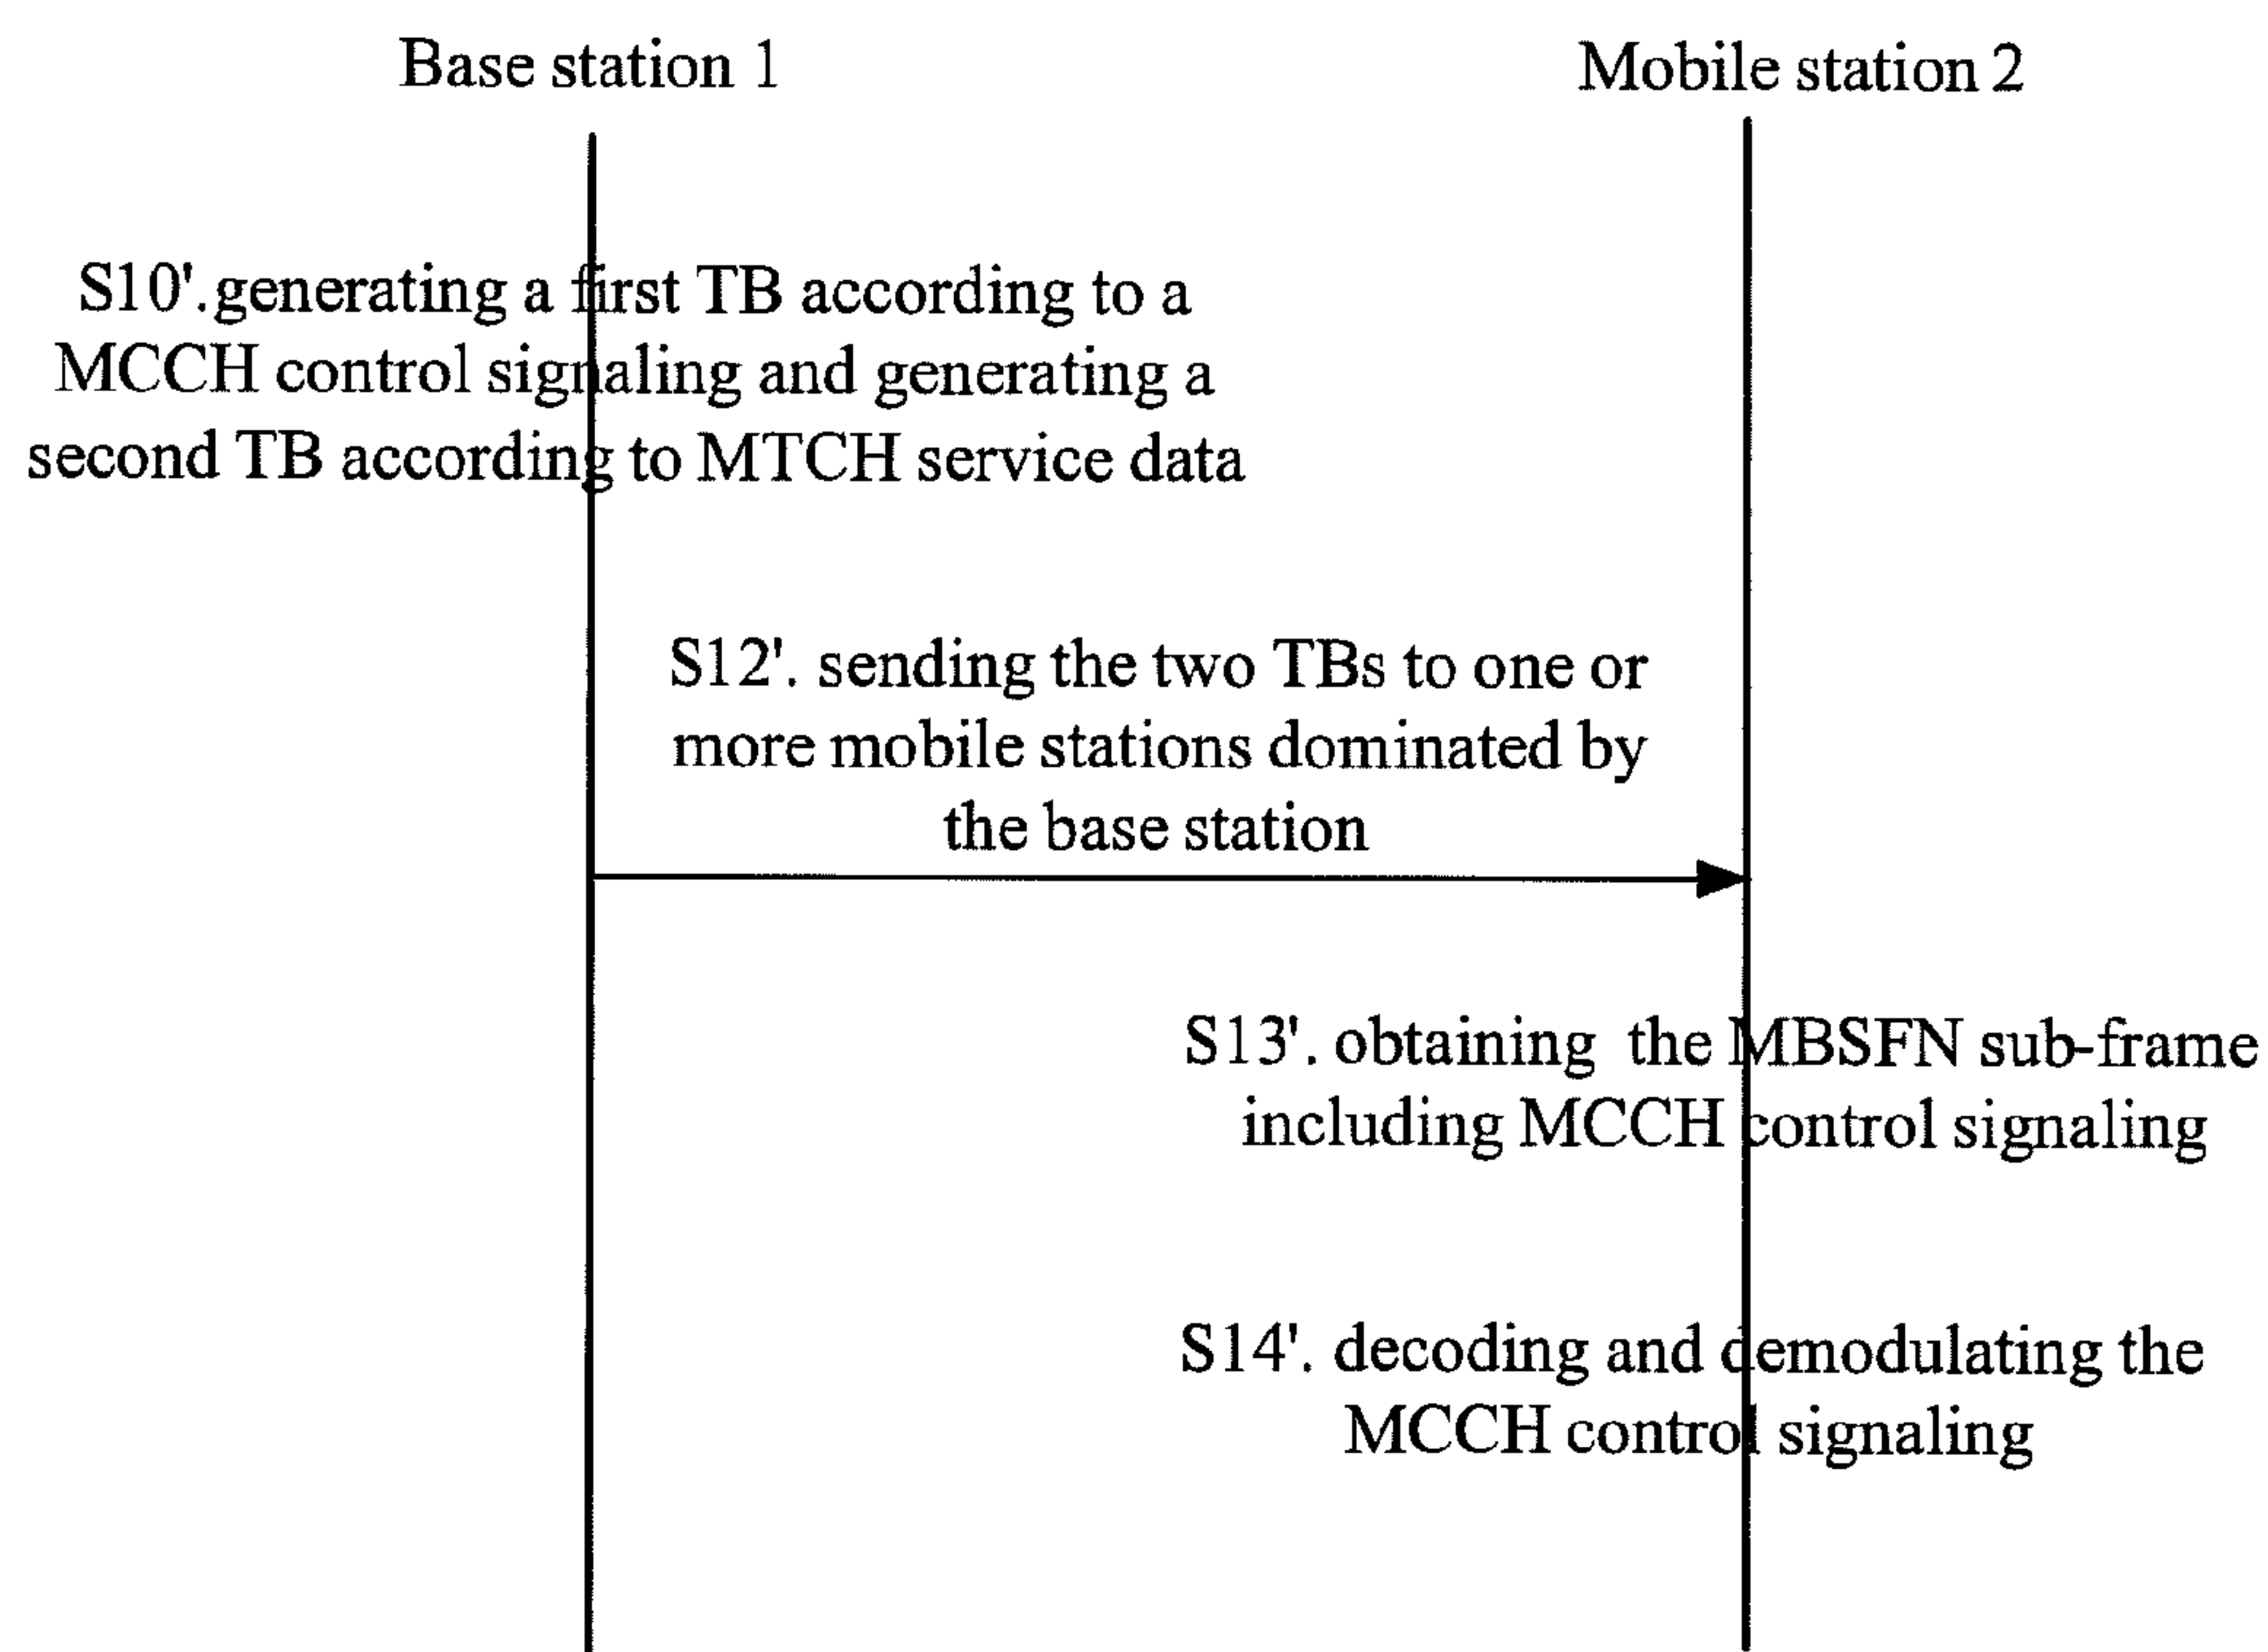 Base station 1
Mobile station 2
S10'.generating a first TB according to a
MCCH control signaling and generating a
second TB according to MTCH service data
S12'. sending the two TBs to one or
more mobile stations dominated by
the base station
S13'. obtaining the MBSFN sub-frame
including MCCH control signaling
S14'. decoding and demodulating the
MCCH control signaling